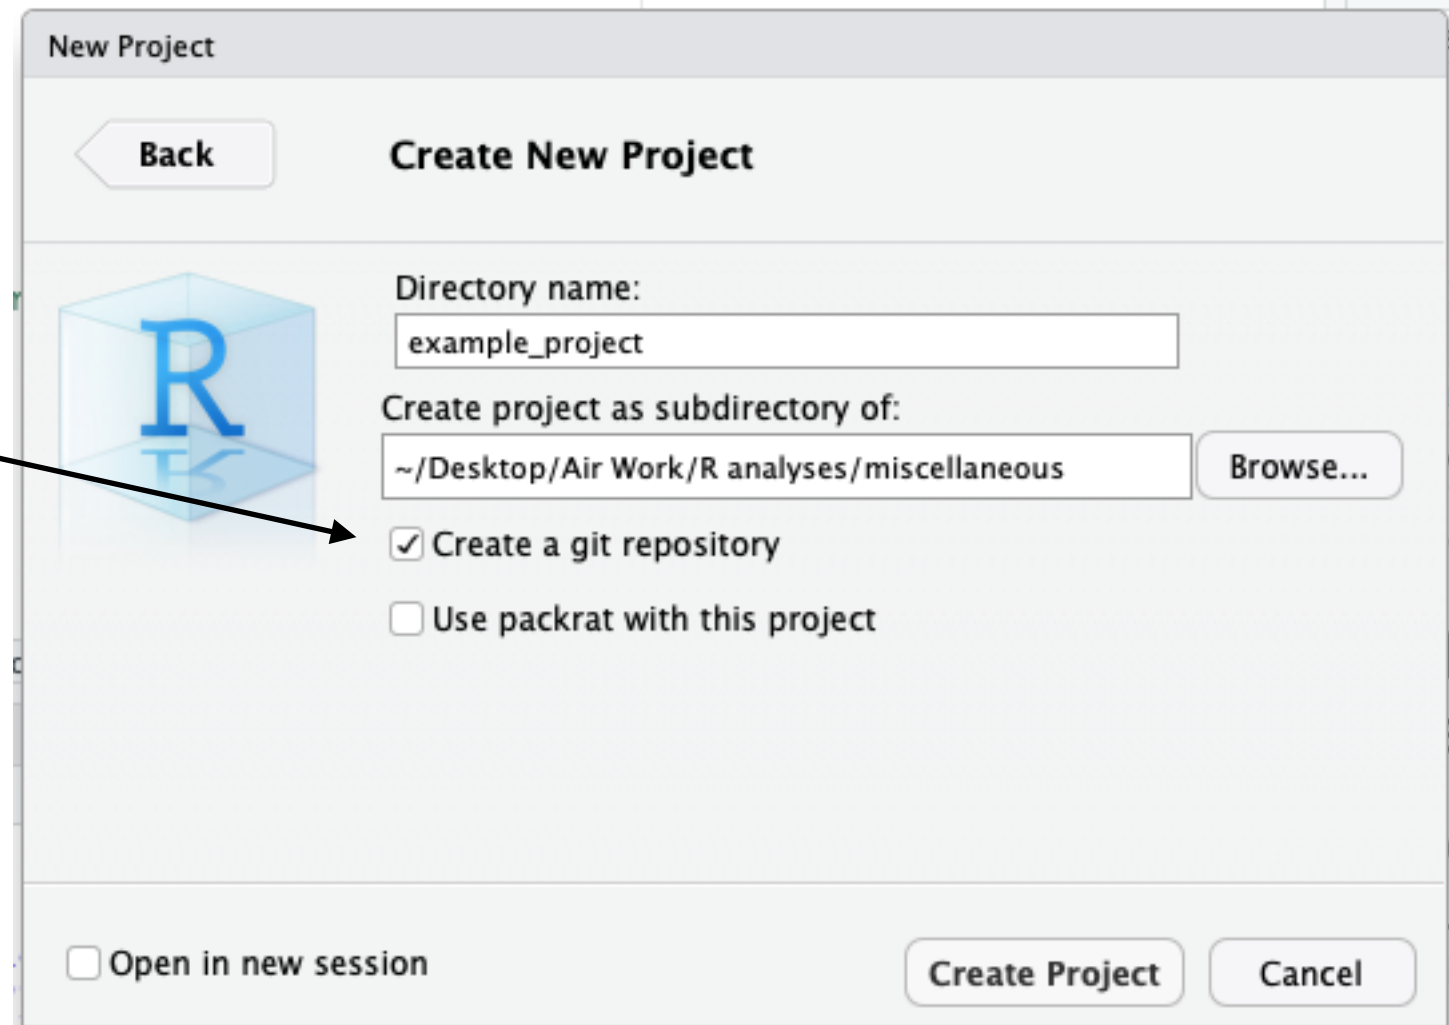 New Project
Back
Create New Project
R
Directory name:
example_project
Create project as subdirectory of:
~/Desktop/Air Work/R analyses/miscellaneous
Browse...
Create a git repository
Use packrat with this project
Open in new session
Create Project
Cancel